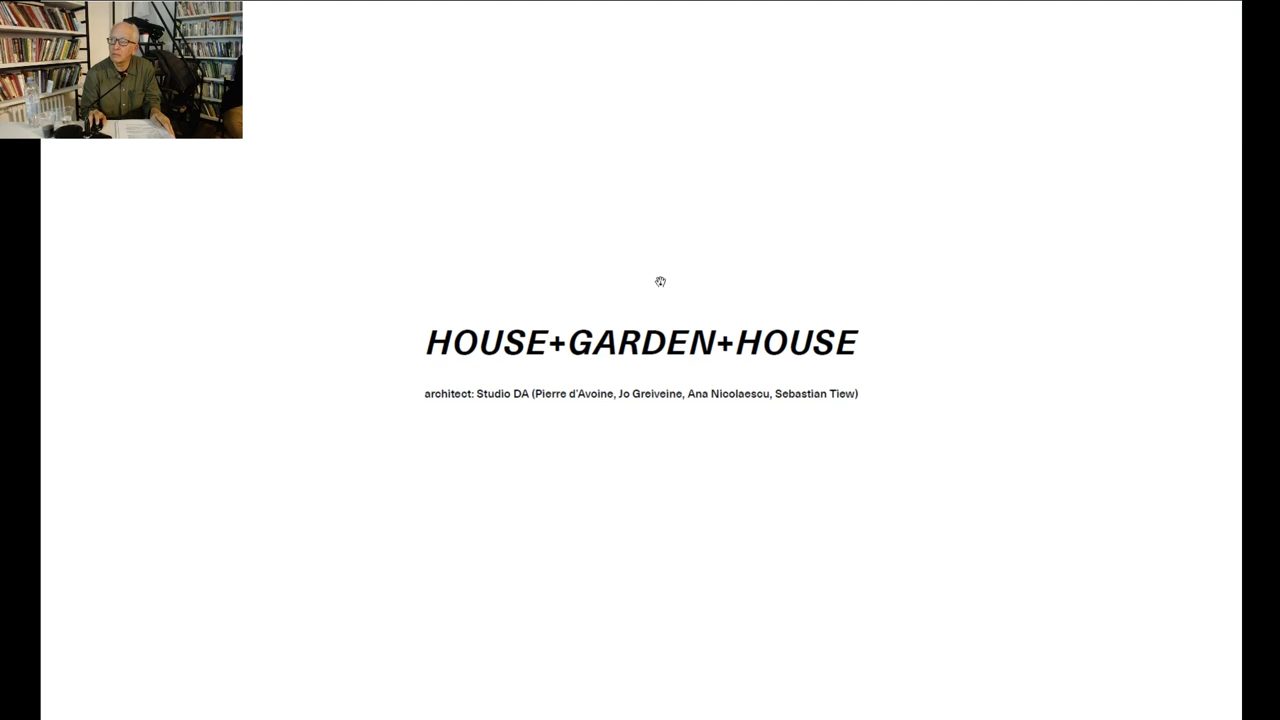 HOUSE+GARDEN+HOUSE
architect: Studio DA (Pierre d'Avoine, Jo Greiveine, Ana Nicolaescu, Sebastian Tiew)